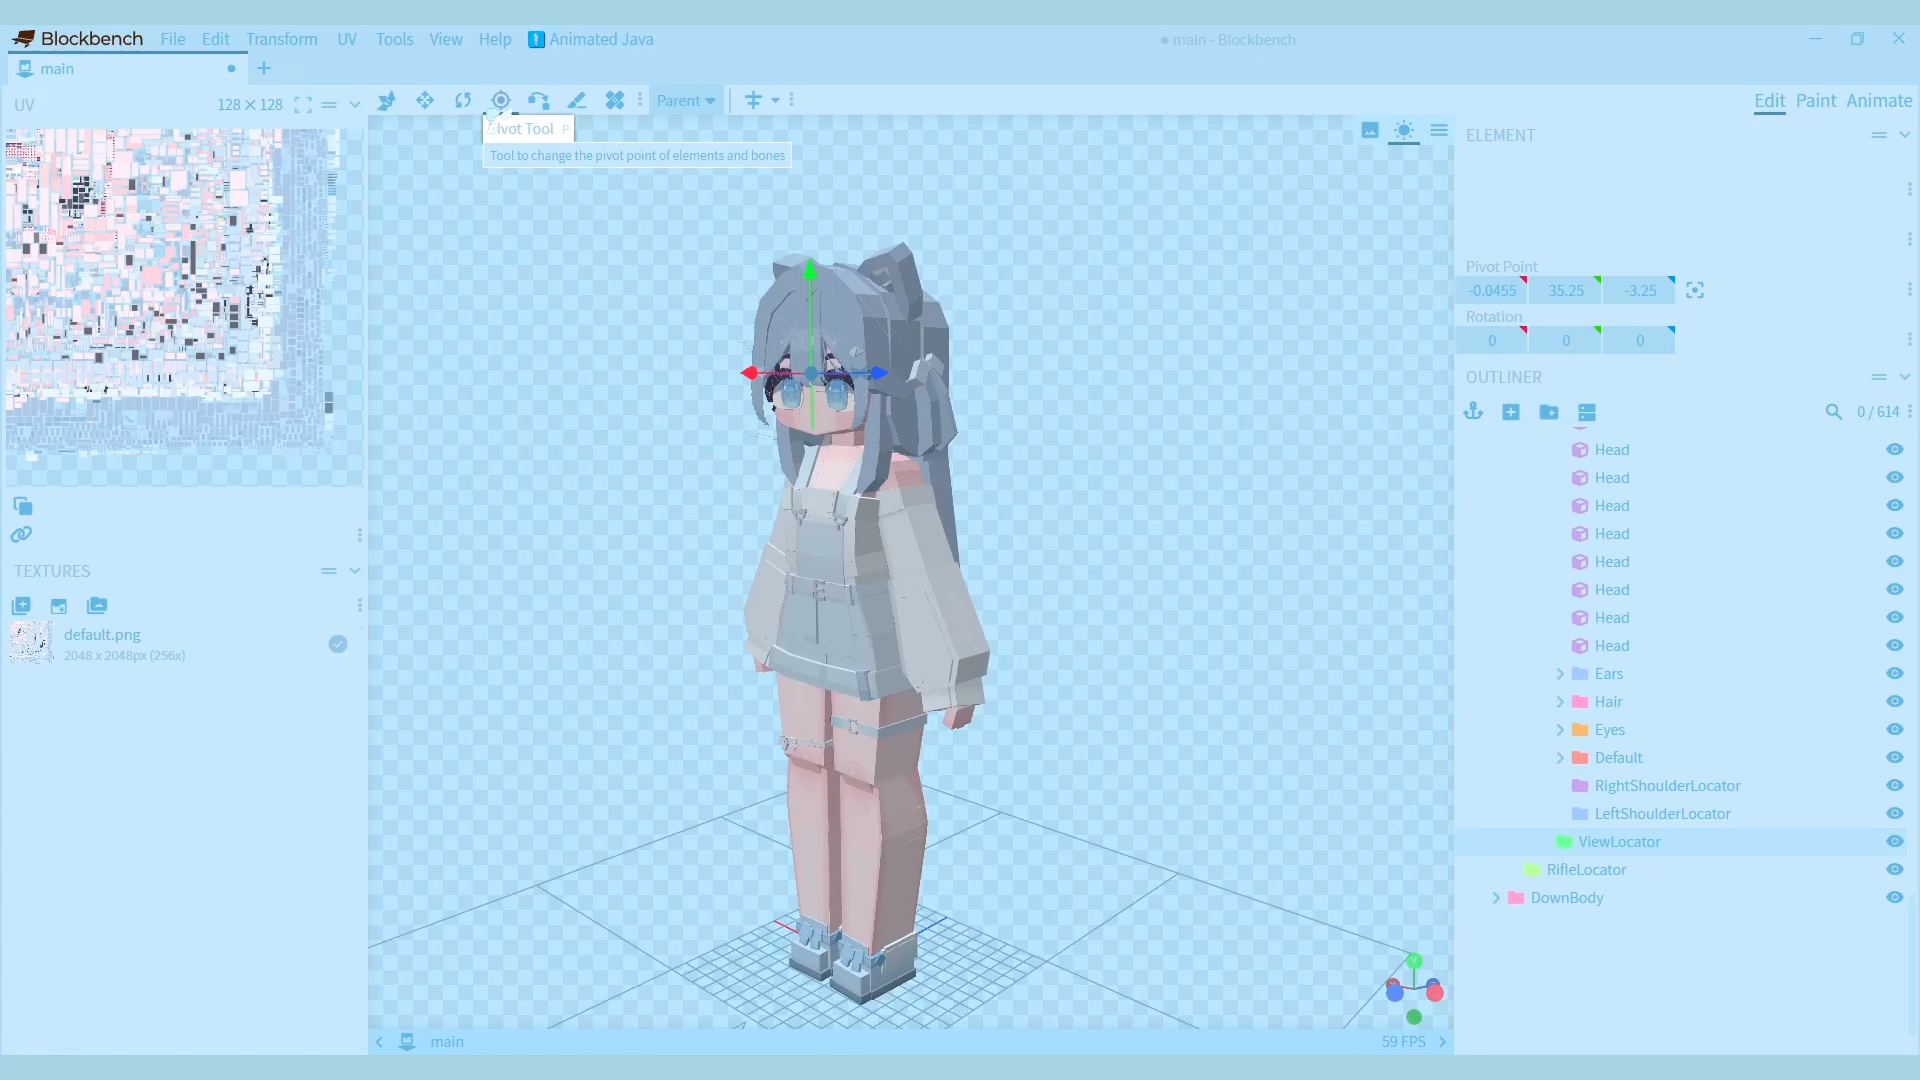 Blockbench File Edit Transform UV Tools View Help Animated Java
main - Blockbench
main
UV 128 × 128
Parent
Edit Paint Animate
Pivot Tool P
Tool to change the pivot point of elements and bones
ELEMENT
Pivot Point
-0.0455 35.25 -3.25
Rotation
0 0 0
OUTLINER
0 / 614
Head
Head
Head
Head
Head
Head
Head
Head
Ears
Hair
Eyes
Default
RightShoulderLocator
LeftShoulderLocator
ViewLocator
RifleLocator
DownBody
TEXTURES
default.png
2048 x 2048px (256x)
main
59 FPS